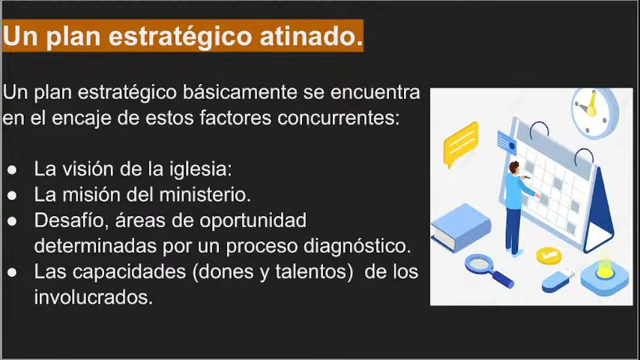 Un plan estratégico atinado.
Un plan estratégico básicamente se encuentra
en el encaje de estos factores concurrentes:
● La visión de la iglesia:
● La misión del ministerio.
● Desafío, áreas de oportunidad
determinadas por un proceso diagnóstico.
● Las capacidades (dones y talentos)  de los
involucrados.